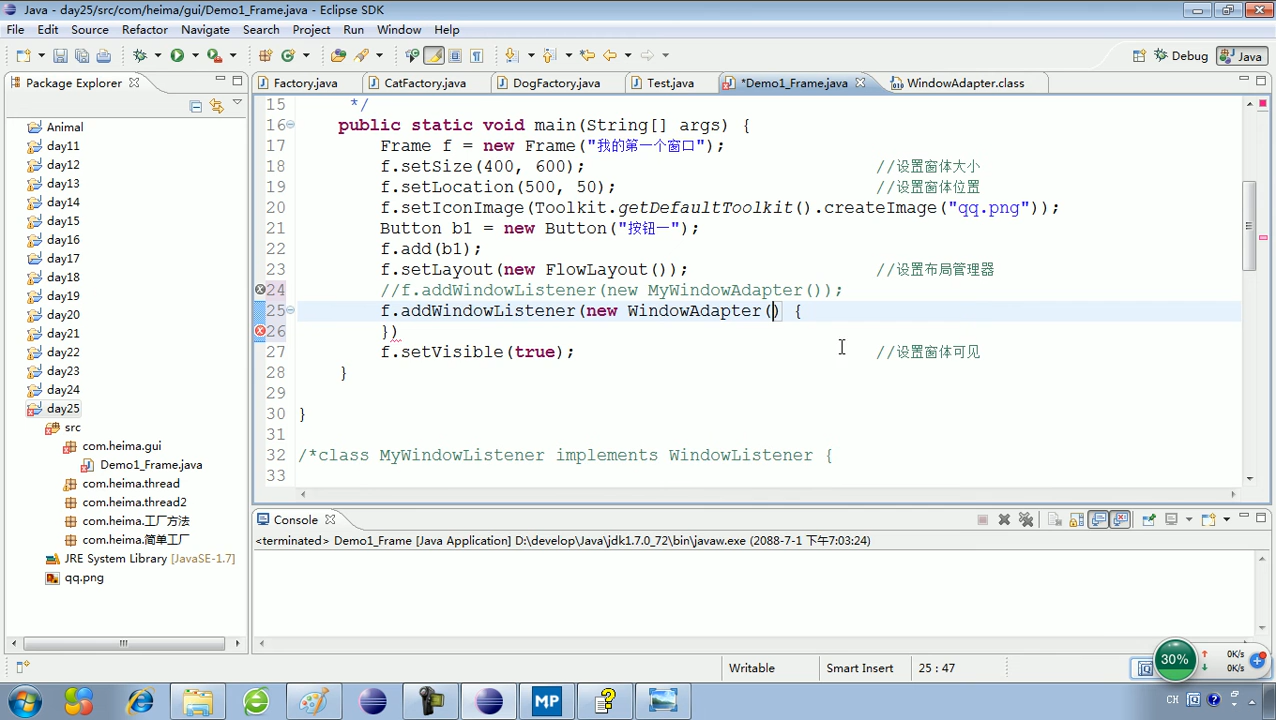 Java - day25/src/com/heima/gui/Demo1_Frame.java - Eclipse SDK
File Edit Source Refactor Navigate Search Project Run Window Help
Debug Java
Package Explorer
Factory.java CatFactory.java DogFactory.java Test.java *Demo1_Frame.java WindowAdapter.class
Animal
day11
day12
day13
day14
day15
day16
day17
day18
day19
day20
day21
day22
day23
day24
day25
src
com.heima.gui
Demo1_Frame.java
com.heima.thread
com.heima.thread2
com.heima.工厂方法
com.heima.简单工厂
JRE System Library [JavaSE-1.7]
qq.png
15 */
16 public static void main(String[] args) {
17 Frame f = new Frame("我的第一个窗口");
18 f.setSize(400, 600); //设置窗体大小
19 f.setLocation(500, 50); //设置窗体位置
20 f.setIconImage(Toolkit.getDefaultToolkit().createImage("qq.png"));
21 Button b1 = new Button("按钮一");
22 f.add(b1);
23 f.setLayout(new FlowLayout()); //设置布局管理器
24 //f.addWindowListener(new MyWindowAdapter());
25 f.addWindowListener(new WindowAdapter() {
26 })
27 f.setVisible(true); //设置窗体可见
28 }
29
30 }
31
32 /*class MyWindowListener implements WindowListener {
33
Console
<terminated> Demo1_Frame [Java Application] D:\develop\Java\jdk1.7.0_72\bin\javaw.exe (2088-7-1 下午7:03:24)
Writable Smart Insert 25 : 47
30% 0K/s
0K/s
MP CH